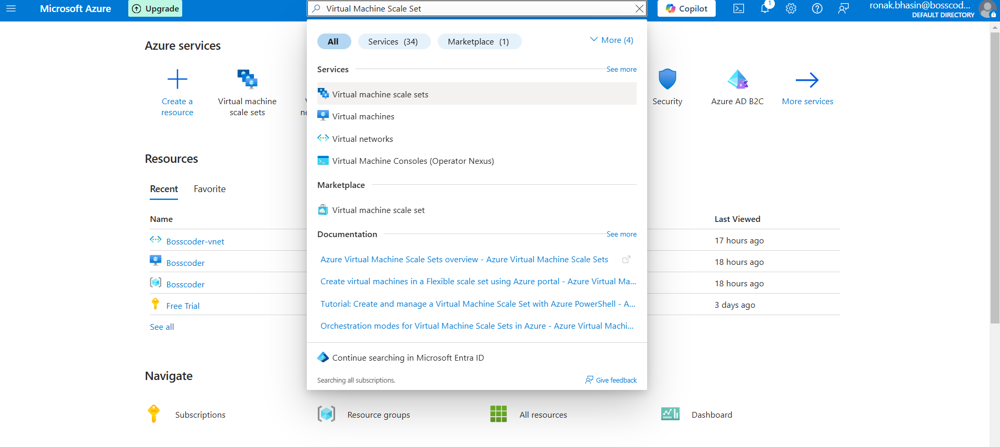 Microsoft Azure
Upgrade
Virtual Machine Scale Set
Copilot
1
ronak.bhasin@bosscod...
DEFAULT DIRECTORY
All
Services (34)
Marketplace (1)
More (4)
Azure services
Create a
resource
Virtual machine
scale sets
Security
Azure AD B2C
More services
Services
See more
Virtual machine scale sets
Virtual machines
Virtual networks
Virtual Machine Consoles (Operator Nexus)
Marketplace
Virtual machine scale set
Documentation
See more
Azure Virtual Machine Scale Sets overview - Azure Virtual Machine Scale Sets
Create virtual machines in a Flexible scale set using Azure portal - Azure Virtual Ma...
Tutorial: Create and manage a Virtual Machine Scale Set with Azure PowerShell - A...
Orchestration modes for Virtual Machine Scale Sets in Azure - Azure Virtual Machi...
Continue searching in Microsoft Entra ID
Searching all subscriptions.
Give feedback
Resources
Recent
Favorite
Name
Last Viewed
Bosscoder-vnet
17 hours ago
Bosscoder
18 hours ago
Bosscoder
18 hours ago
Free Trial
3 days ago
See all
Navigate
Subscriptions
Resource groups
All resources
Dashboard